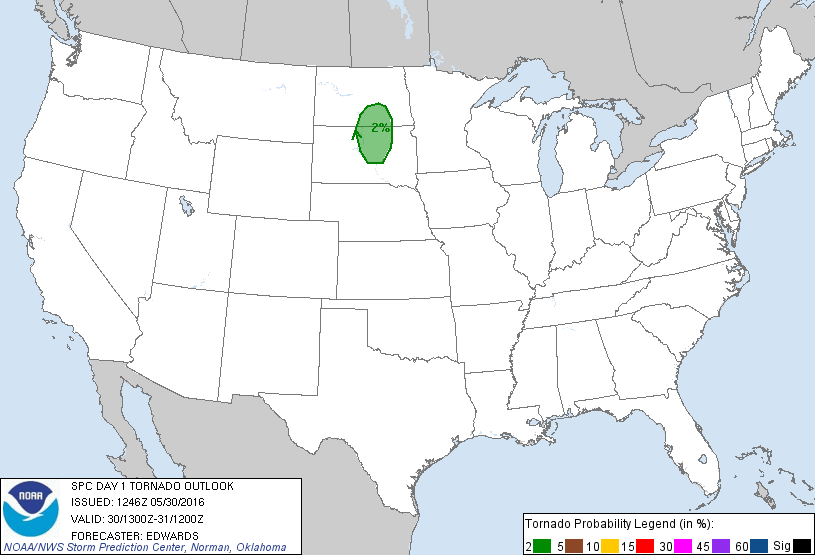 2%
SPC DAY 1 TORNADO OUTLOOK
ISSUED: 1246Z 05/30/2016
VALID: 30/1300Z-31/1200Z
FORECASTER: EDWARDS
NOAA/NWS Storm Prediction Center, Norman, Oklahoma
NOAA
Tornado Probability Legend (in %):
2 5 10 15 30 45 60 Sig